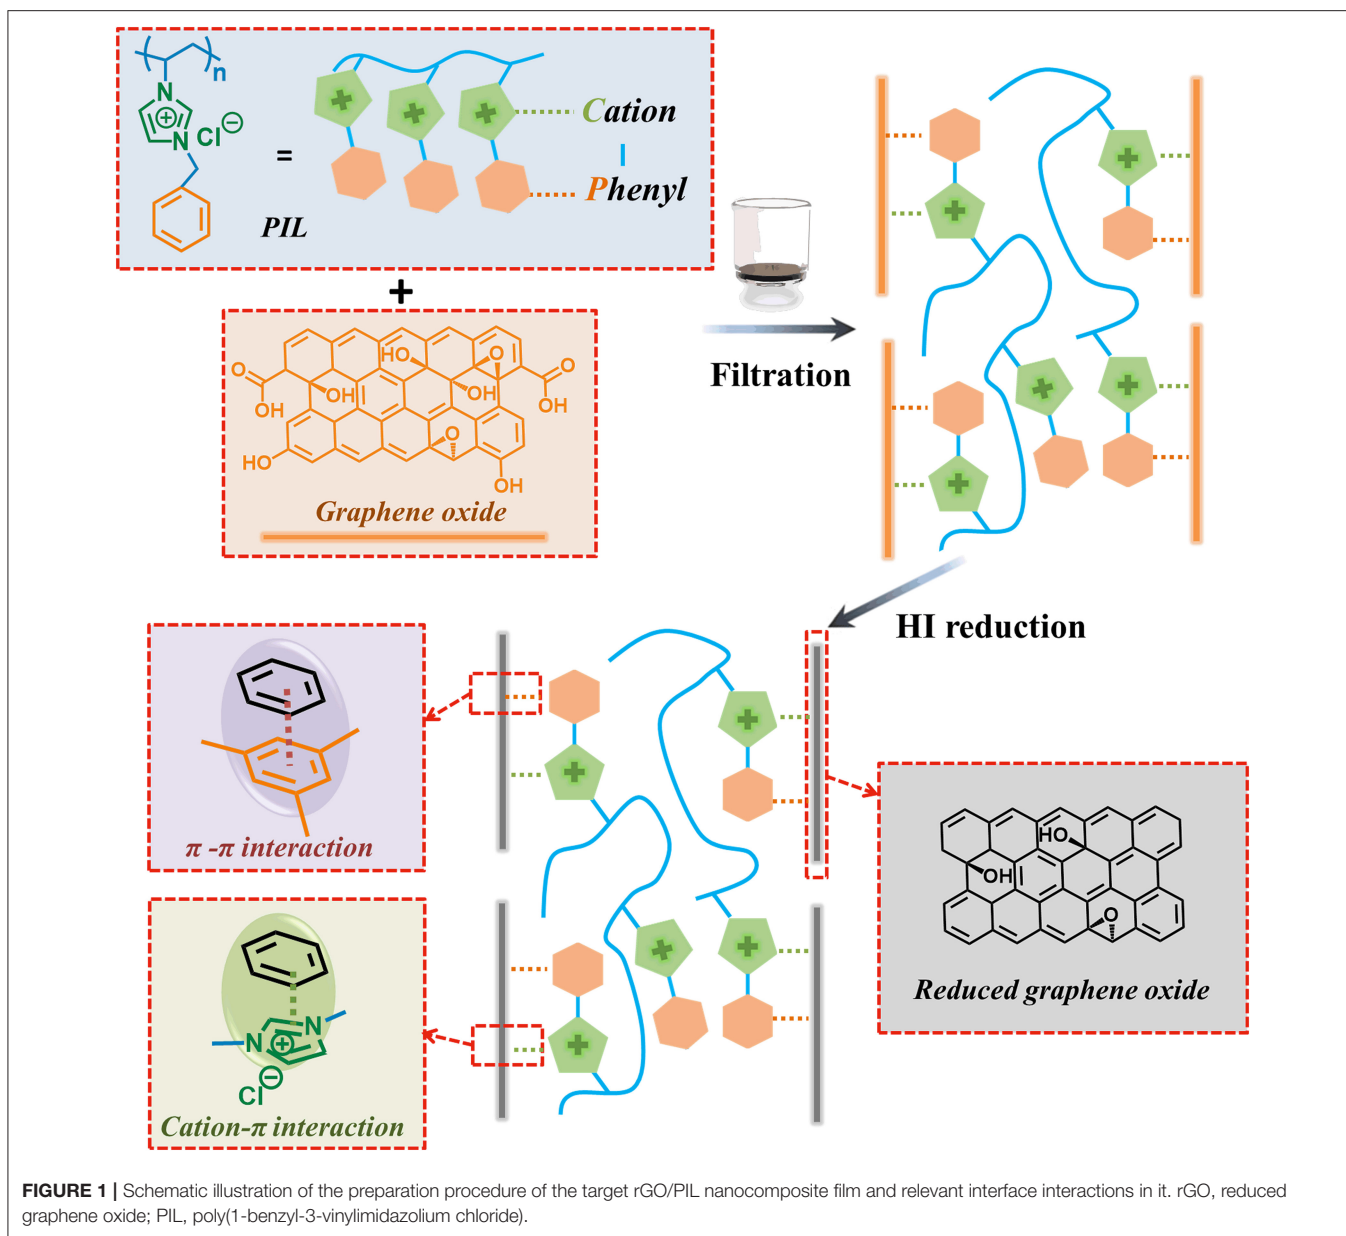 n
N
⊕
N
Cl⊖
=
PIL
Cation
Phenyl
+
HO
O
O
OH
HO
OH
OH
O
OH
O
HO
OH
Graphene oxide
Filtration
HI reduction
π -π interaction
N
N
⊕
Cl⊖
Cation-π interaction
HO
OH
O
Reduced graphene oxide
FIGURE 1 | Schematic illustration of the preparation procedure of the target rGO/PIL nanocomposite film and relevant interface interactions in it. rGO, reduced
graphene oxide; PIL, poly(1-benzyl-3-vinylimidazolium chloride).